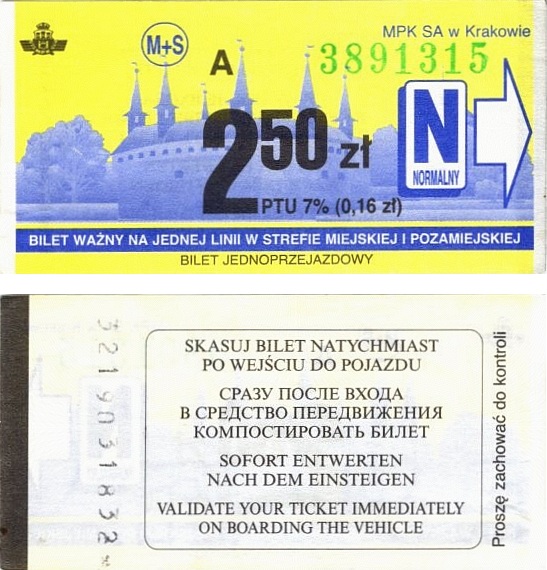 M+S
MPK SA w Krakowie
A
3891315
2 50 zł
N
NORMALNY
PTU 7% (0,16 zł)
BILET WAŻNY NA JEDNEJ LINII W STREFIE MIEJSKIEJ I POZAMIEJSKIEJ
BILET JEDNOPRZEJAZDOWY
SKASUJ BILET NATYCHMIAST
PO WEJŚCIU DO POJAZDU
СРАЗУ ПОСЛЕ ВХОДА
В СРЕДСТВО ПЕРЕДВИЖЕНИЯ
КОМПОСТИРОВАТЬ БИЛЕТ
SOFORT ENTWERTEN
NACH DEM EINSTEIGEN
VALIDATE YOUR TICKET IMMEDIATELY
ON BOARDING THE VEHICLE
Proszę zachować do kontroli